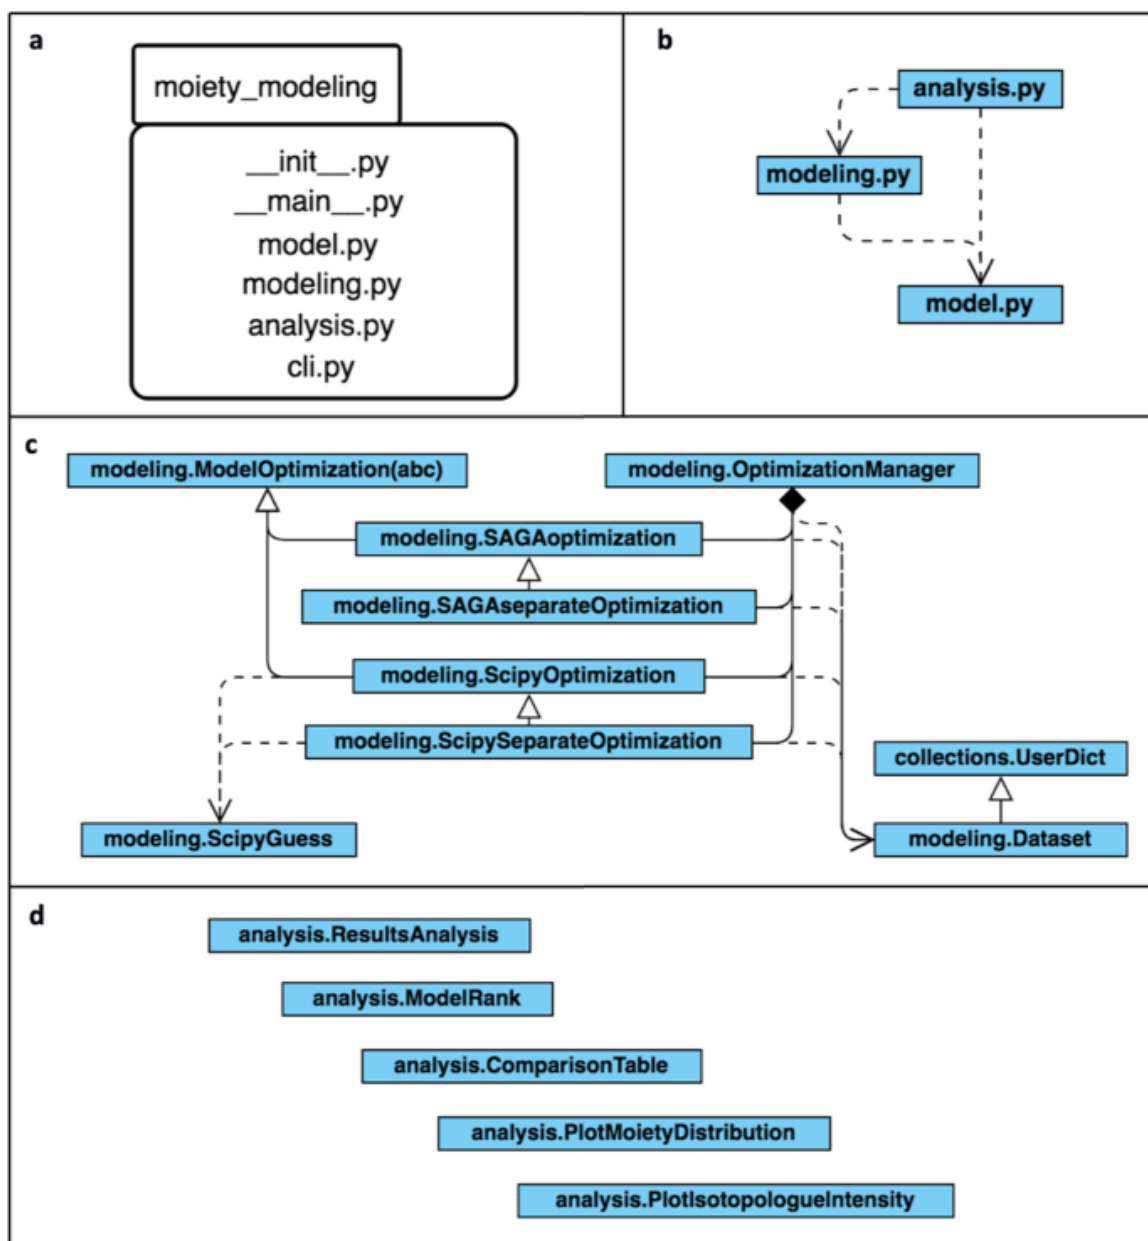 a
moiety_modeling
__init__.py
__main__.py
model.py
modeling.py
analysis.py
cli.py
b
analysis.py
modeling.py
model.py
c
modeling.ModelOptimization(abc)
modeling.OptimizationManager
modeling.SAGAoptimization
modeling.SAGAseparateOptimization
modeling.ScipyOptimization
modeling.ScipySeparateOptimization
collections.UserDict
modeling.ScipyGuess
modeling.Dataset
d
analysis.ResultsAnalysis
analysis.ModelRank
analysis.ComparisonTable
analysis.PlotMoietyDistribution
analysis.PlotIsotopologueIntensity